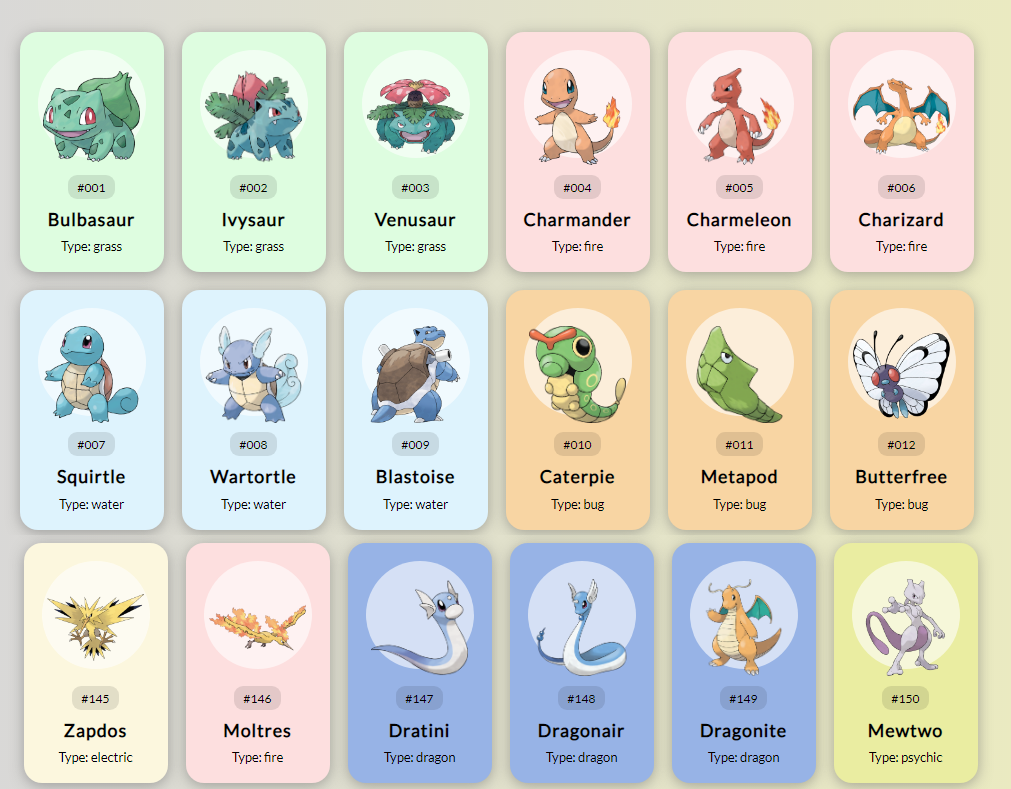 #001 #002 #003 #004 #005 #006
Bulbasaur Ivysaur Venusaur Charmander Charmeleon Charizard
Type: grass Type: grass Type: grass Type: fire Type: fire Type: fire
#007 #008 #009 #010 #011 #012
Squirtle Wartortle Blastoise Caterpie Metapod Butterfree
Type: water Type: water Type: water Type: bug Type: bug Type: bug
#145 #146 #147 #148 #149 #150
Zapdos Moltres Dratini Dragonair Dragonite Mewtwo
Type: electric Type: fire Type: dragon Type: dragon Type: dragon Type: psychic